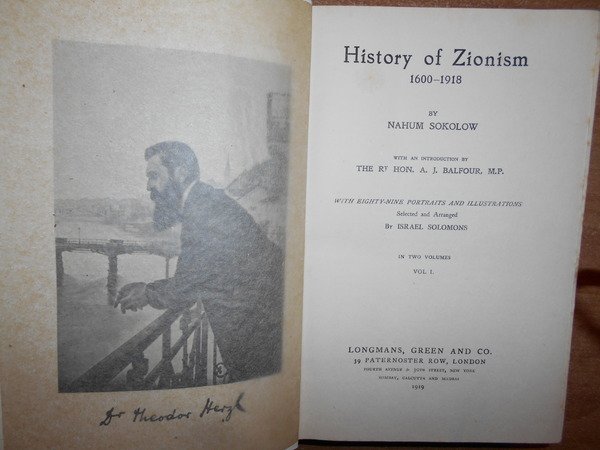 Dr Theodor Herzl
History of Zionism
1600-1918
BY
NAHUM SOKOLOW
WITH AN INTRODUCTION BY
THE Rᵀ HON. A. J. BALFOUR, M.P.
WITH EIGHTY-NINE PORTRAITS AND ILLUSTRATIONS
Selected and Arranged
By ISRAEL SOLOMONS
IN TWO VOLUMES
VOL I.
LONGMANS, GREEN AND CO.
39 PATERNOSTER ROW, LONDON
FOURTH AVENUE & 30TH STREET, NEW YORK
BOMBAY, CALCUTTA AND MADRAS
1919